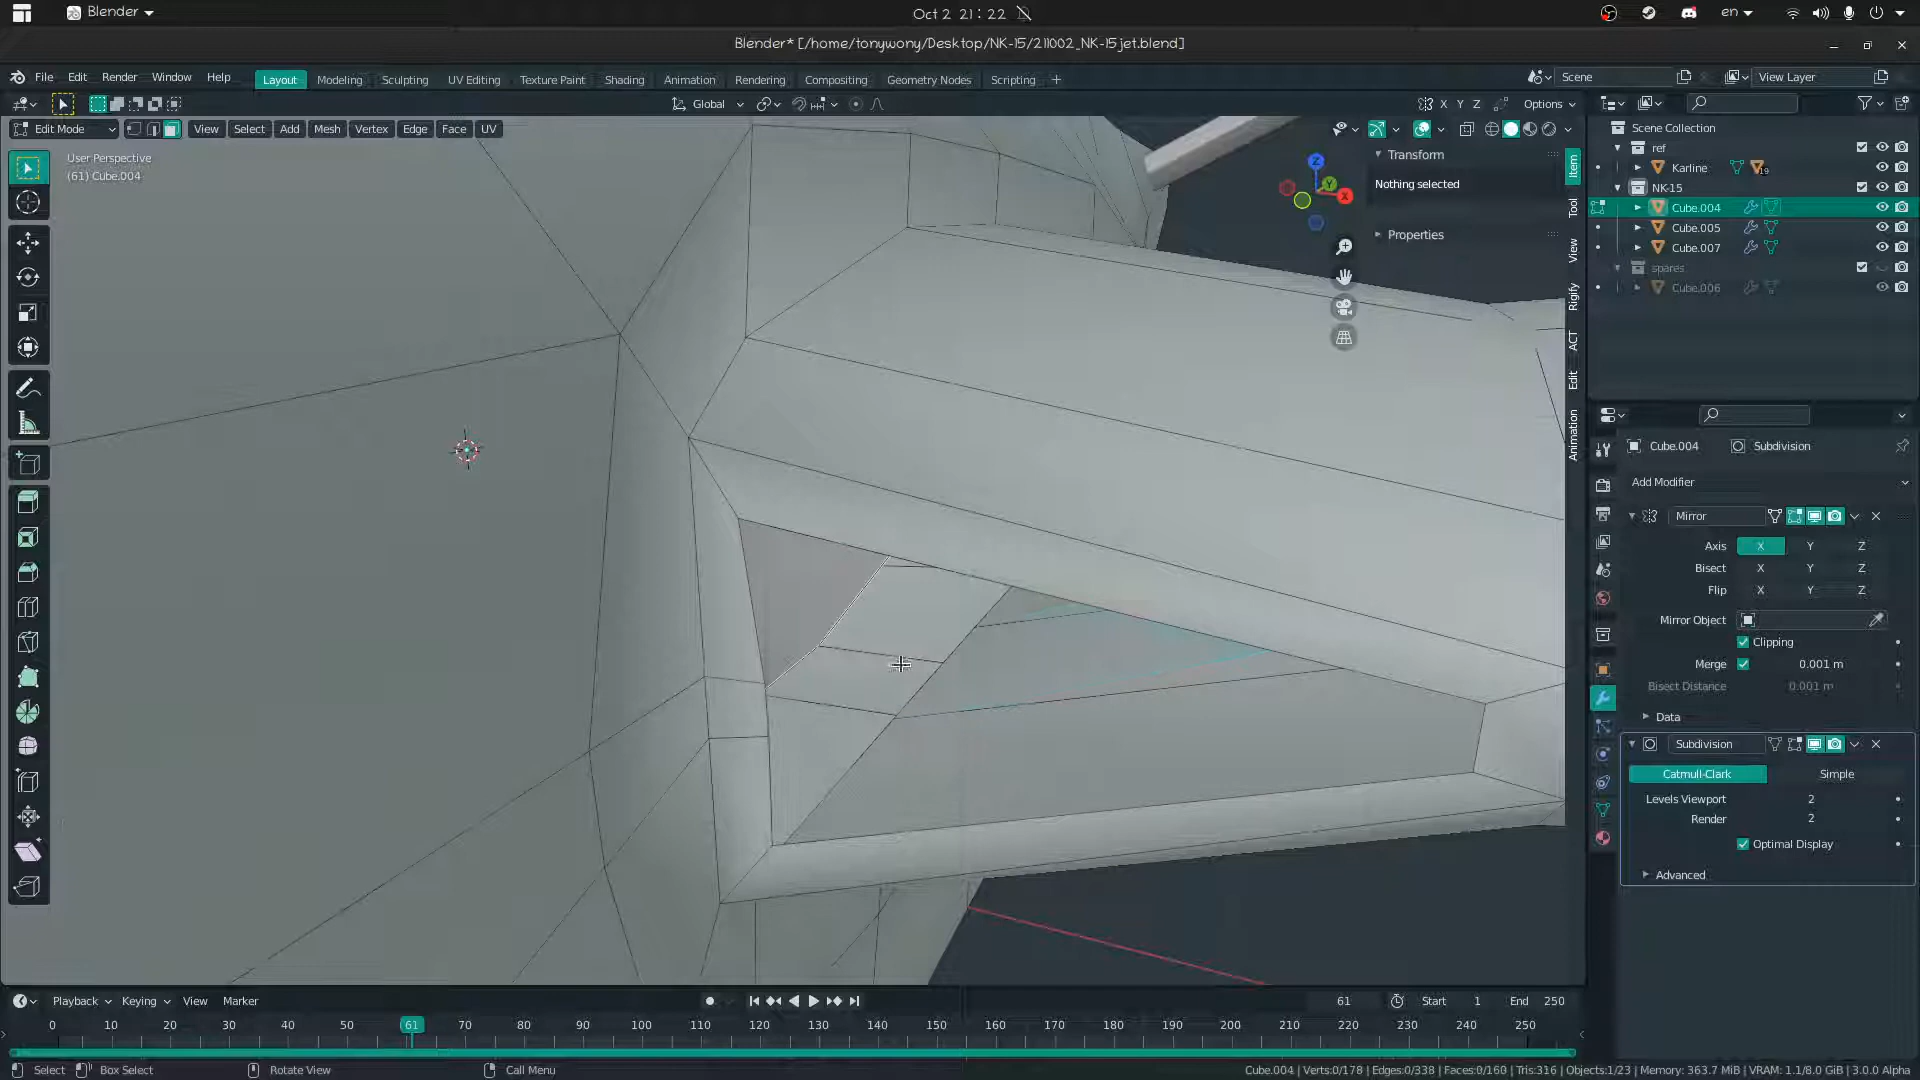 Blender
Oct 2 21:22
en
Blender* [/home/tonywony/Desktop/NK-15/211002_NK-15jet.blend]
File Edit Render Window Help
Layout Modeling Sculpting UV Editing Texture Paint Shading Animation Rendering Compositing Geometry Nodes Scripting +
Scene
View Layer
Global
X Y Z
Options
Edit Mode View Select Add Mesh Vertex Edge Face UV
User Perspective
(61) Cube.004
Z
Y
X
Transform
Nothing selected
Properties
Item
Tool
View
Rigify
ACT
Edit
Animation
Scene Collection
ref
Karline
19
NK-15
Cube.004
Cube.005
Cube.007
spares
Cube.006
Cube.004
Subdivision
Add Modifier
Mirror
Axis X Y Z
Bisect X Y Z
Flip X Y Z
Mirror Object
Clipping
Merge 0.001 m
Bisect Distance 0.001 m
Data
Subdivision
Catmull-Clark Simple
Levels Viewport 2
Render 2
Optimal Display
Advanced
Playback Keying View Marker
61 Start 1 End 250
0 10 20 30 40 50 61 70 80 90 100 110 120 130 140 150 160 170 180 190 200 210 220 230 240 250
Select Box Select Rotate View Call Menu
Cube.004 | Verts:0/178 | Edges:0/338 | Faces:0/160 | Tris:316 | Objects:1/23 | Memory: 363.7 MiB | VRAM: 1.1/8.0 GiB | 3.0.0 Alpha